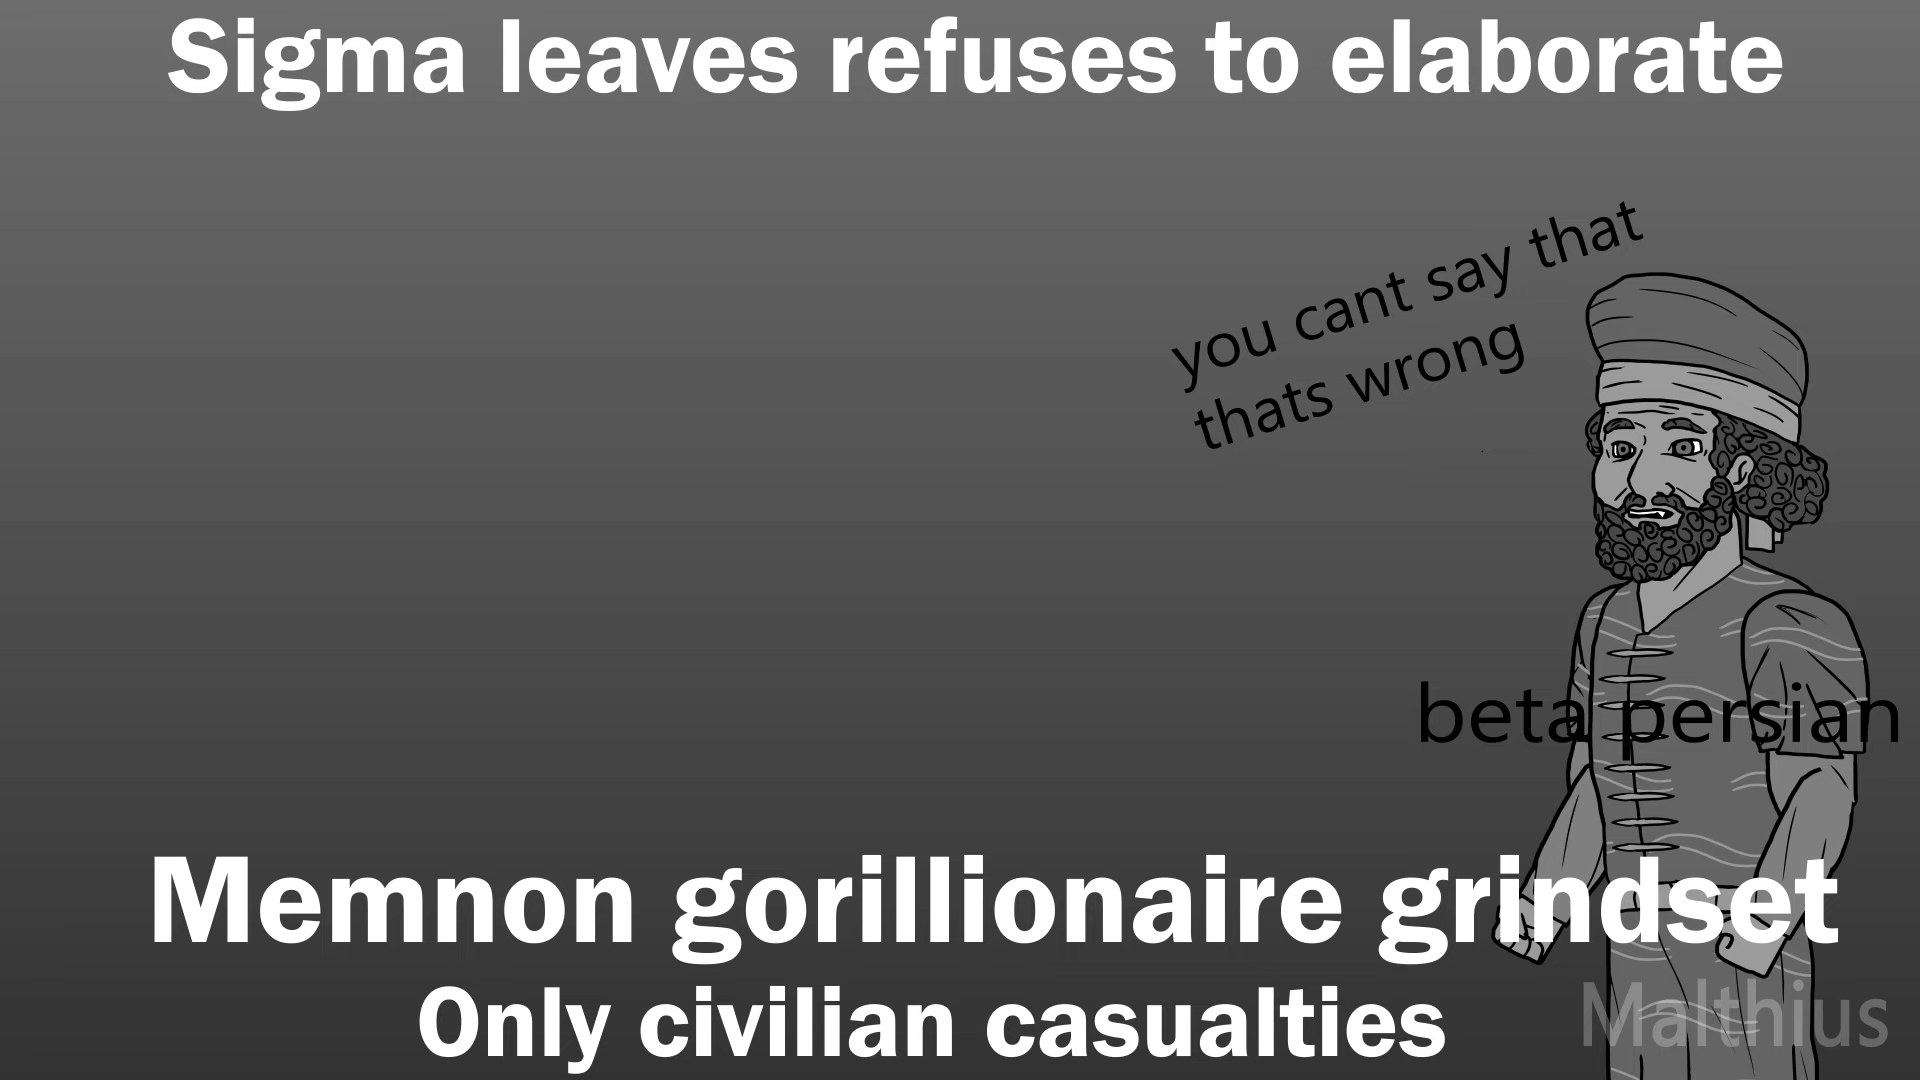 Sigma leaves refuses to elaborate
you cant say that
thats wrong
beta persian
Memnon gorillionaire grindset
Only civilian casualties
Malthius